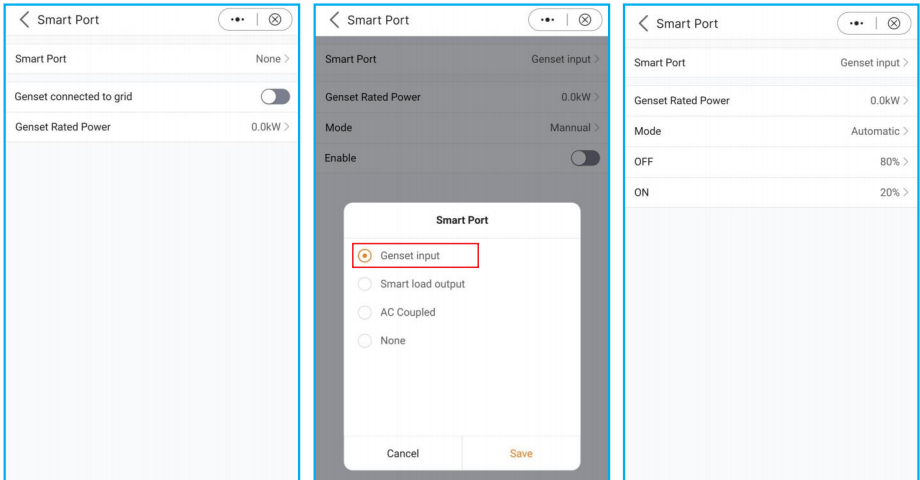 Smart Port
Smart Port None
Genset connected to grid
Genset Rated Power 0.0kW
Smart Port
Smart Port Genset input
Genset Rated Power 0.0kW
Mode Mannual
Enable
Smart Port
Genset input
Smart load output
AC Coupled
None
Cancel Save
Smart Port
Smart Port Genset input
Genset Rated Power 0.0kW
Mode Automatic
OFF 80%
ON 20%